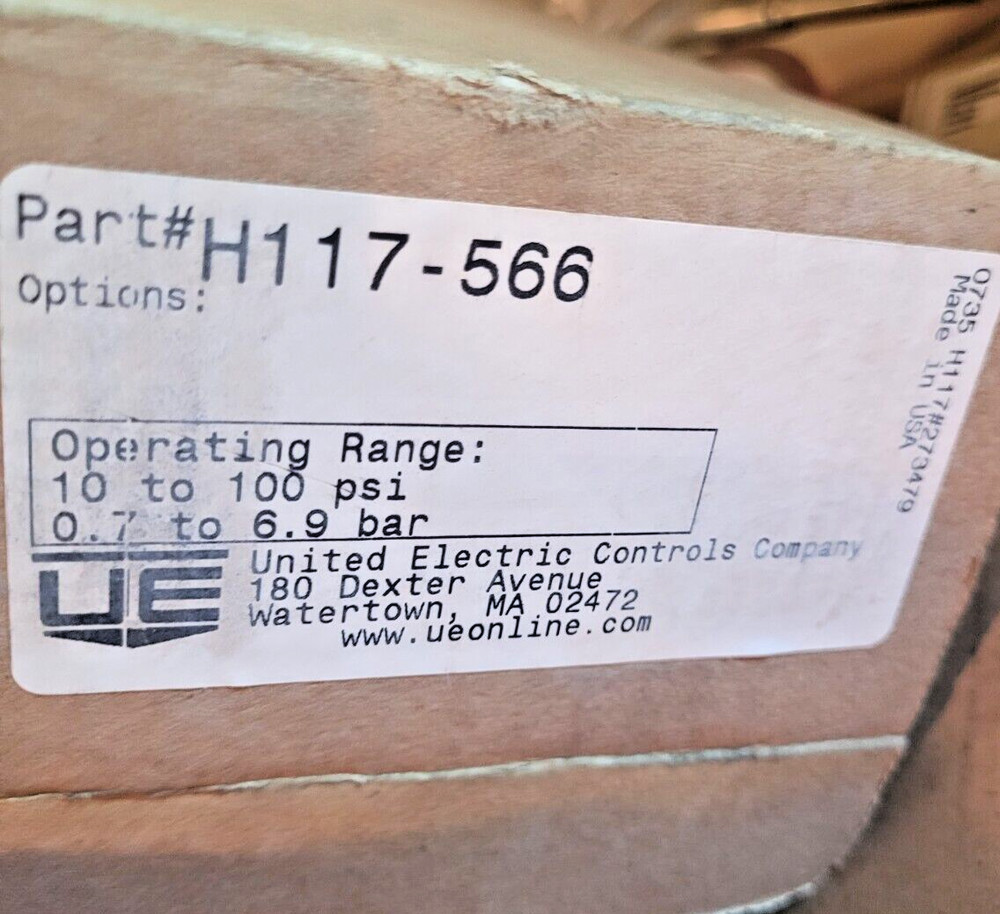 Part#H117-566
Options:
Operating Range:
10 to 100 psi
0.7 to 6.9 bar
UE
United Electric Controls Company
180 Dexter Avenue
Watertown, MA 02472
www.ueonline.com
0735 H117#273479
Made in USA